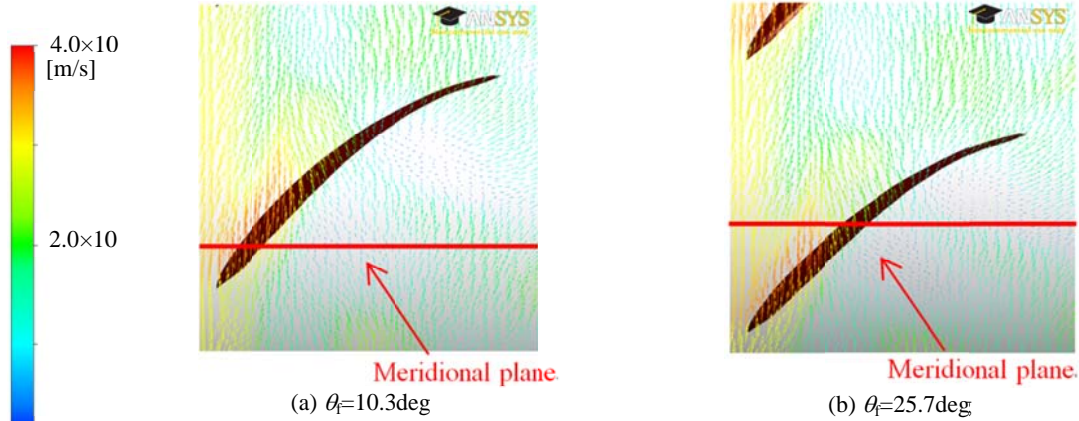 4.0×10
[m/s]
2.0×10
ANSYS
Meridional plane
(a) θf=10.3deg
ANSYS
Meridional plane
(b) θf=25.7deg